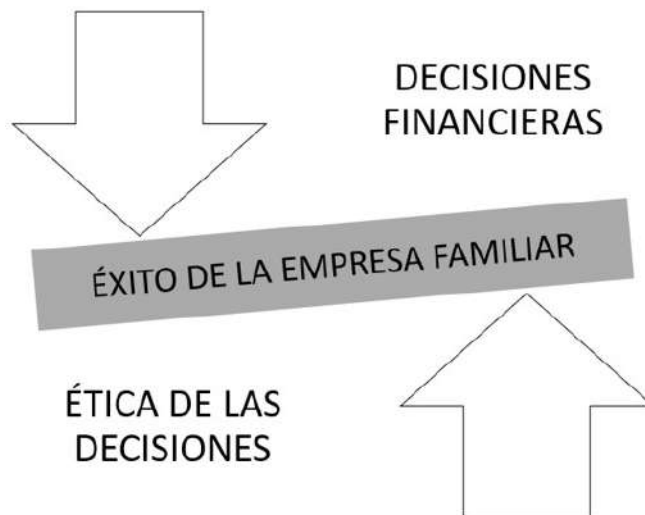 DECISIONES
FINANCIERAS
ÉXITO DE LA EMPRESA FAMILIAR
ÉTICA DE LAS
DECISIONES